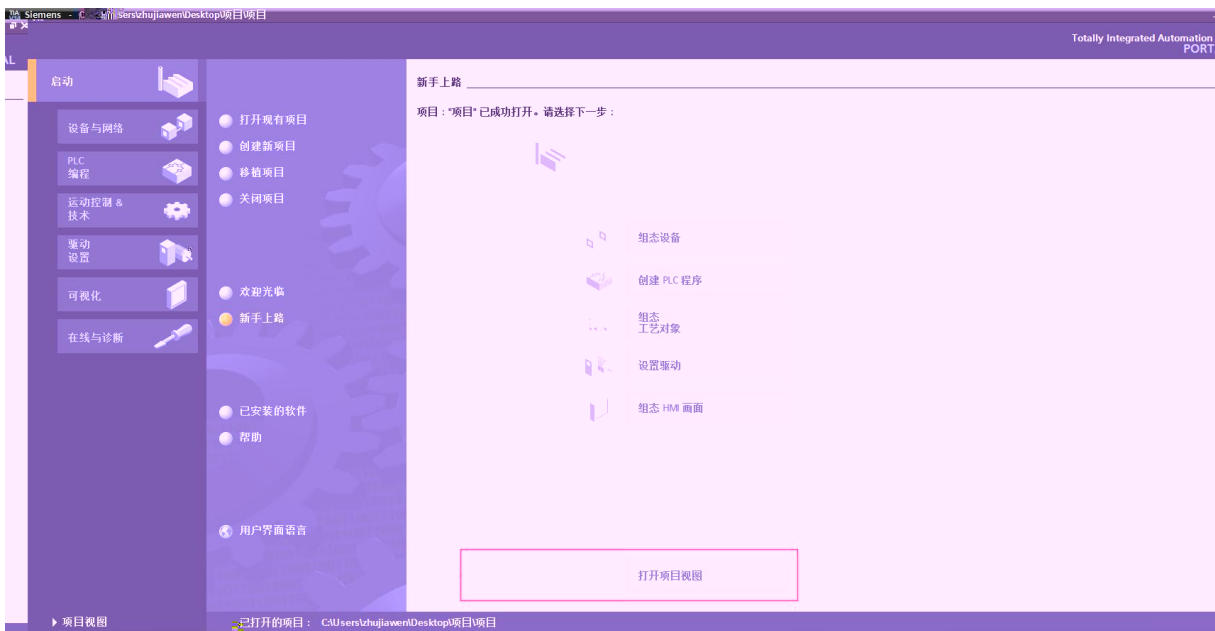 Siemens - C sers\zhujiawen\Desktop\项目\项目
Totally Integrated Automation
PORT
AL
启动
设备与网络
PLC
编程
运动控制 &
技术
驱动
设置
可视化
在线与诊断
打开现有项目
创建新项目
移植项目
关闭项目
欢迎光临
新手上路
已安装的软件
帮助
用户界面语言
新手上路
项目："项目" 已成功打开。请选择下一步：
组态设备
创建 PLC 程序
组态
工艺对象
设置驱动
组态 HMI 画面
打开项目视图
项目视图
已打开的项目： C:\Users\zhujiawen\Desktop\项目\项目